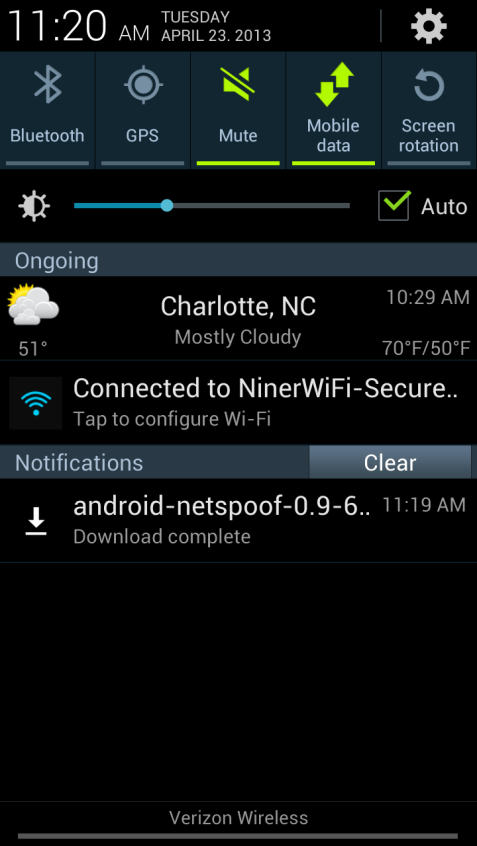 11:20 AM TUESDAY
APRIL 23. 2013
Bluetooth GPS Mute Mobile data Screen rotation
Auto
Ongoing
51° Charlotte, NC 10:29 AM
Mostly Cloudy 70°F/50°F
Connected to NinerWiFi-Secure..
Tap to configure Wi-Fi
Notifications Clear
android-netspoof-0.9-6.. 11:19 AM
Download complete
Verizon Wireless